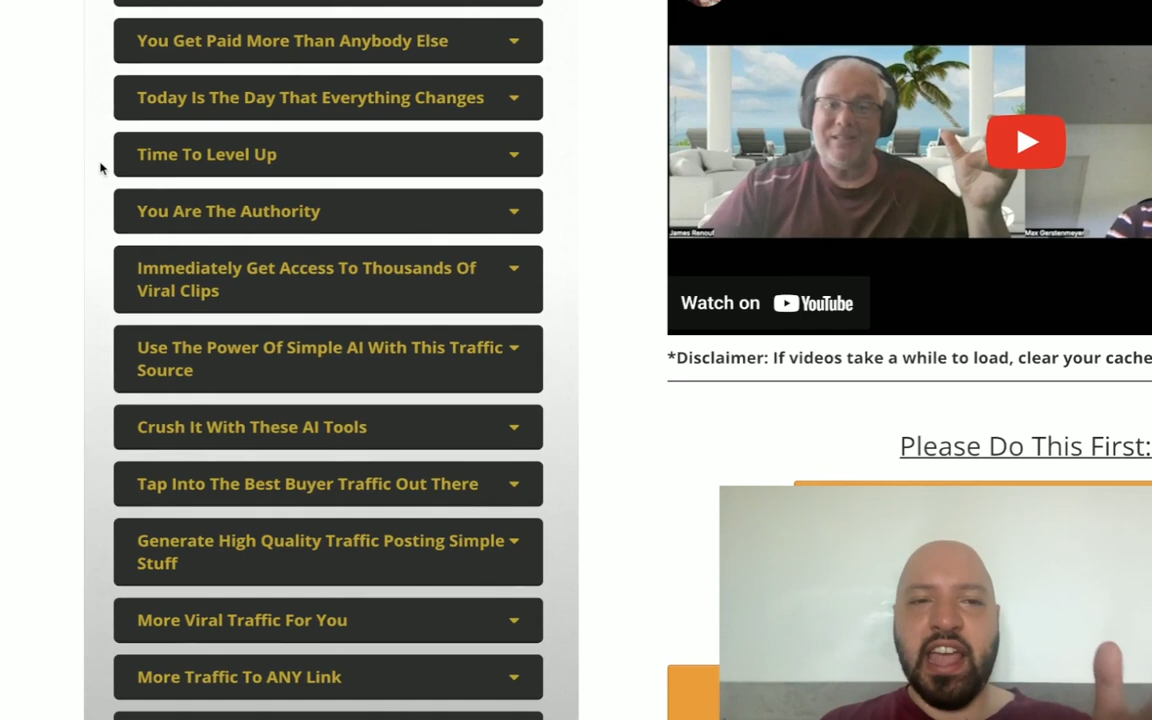 You Get Paid More Than Anybody Else
Today Is The Day That Everything Changes
Time To Level Up
You Are The Authority
Immediately Get Access To Thousands Of
Viral Clips
Use The Power Of Simple AI With This Traffic
Source
Crush It With These AI Tools
Tap Into The Best Buyer Traffic Out There
Generate High Quality Traffic Posting Simple
Stuff
More Viral Traffic For You
More Traffic To ANY Link
James Renouf
Max Gerstenmeyer
Watch on YouTube
*Disclaimer: If videos take a while to load, clear your cache
Please Do This First: